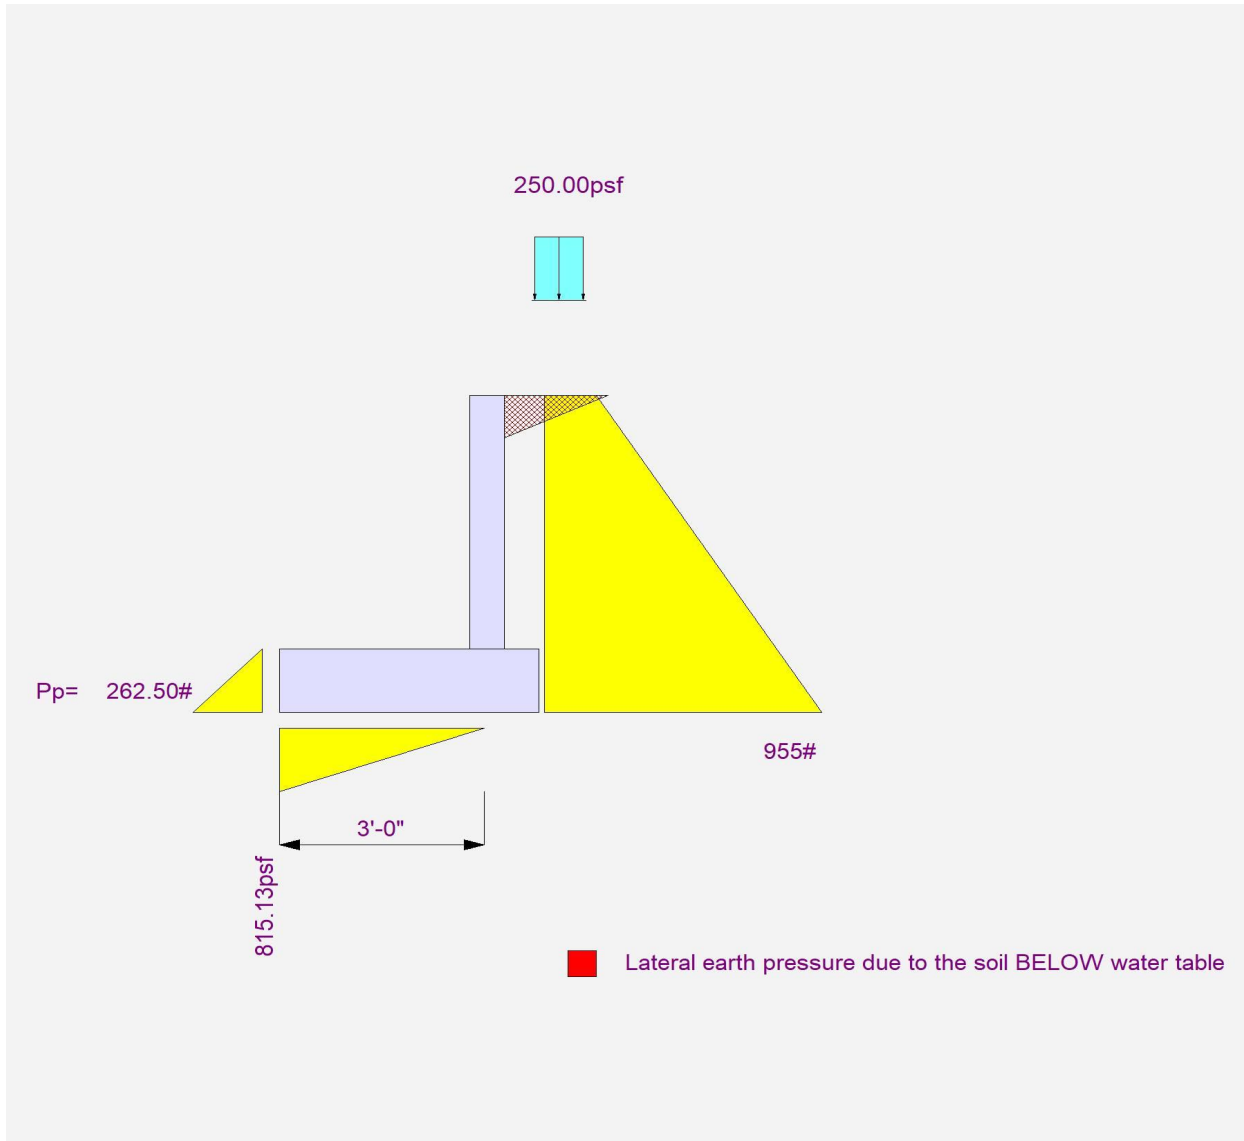 250.00psf
Pp= 262.50#
955#
3'-0"
815.13psf
Lateral earth pressure due to the soil BELOW water table